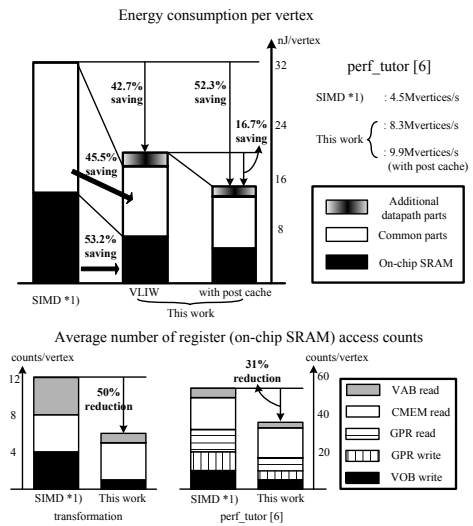 Energy consumption per vertex
nJ/vertex
32
24
16
8
42.7%
saving
52.3%
saving
16.7%
saving
45.5%
saving
53.2%
saving
SIMD *1)
VLIW
with post cache
This work
perf_tutor [6]
SIMD *1) : 4.5Mvertices/s
This work
: 8.3Mvertices/s
: 9.9Mvertices/s
(with post cache)
Additional
datapath parts
Common parts
On-chip SRAM
Average number of register (on-chip SRAM) access counts
counts/vertex
12
8
4
50%
reduction
SIMD *1)
This work
transformation
31%
reduction
counts/vertex
60
40
20
SIMD *1)
This work
perf_tutor [6]
VAB read
CMEM read
GPR read
GPR write
VOB write